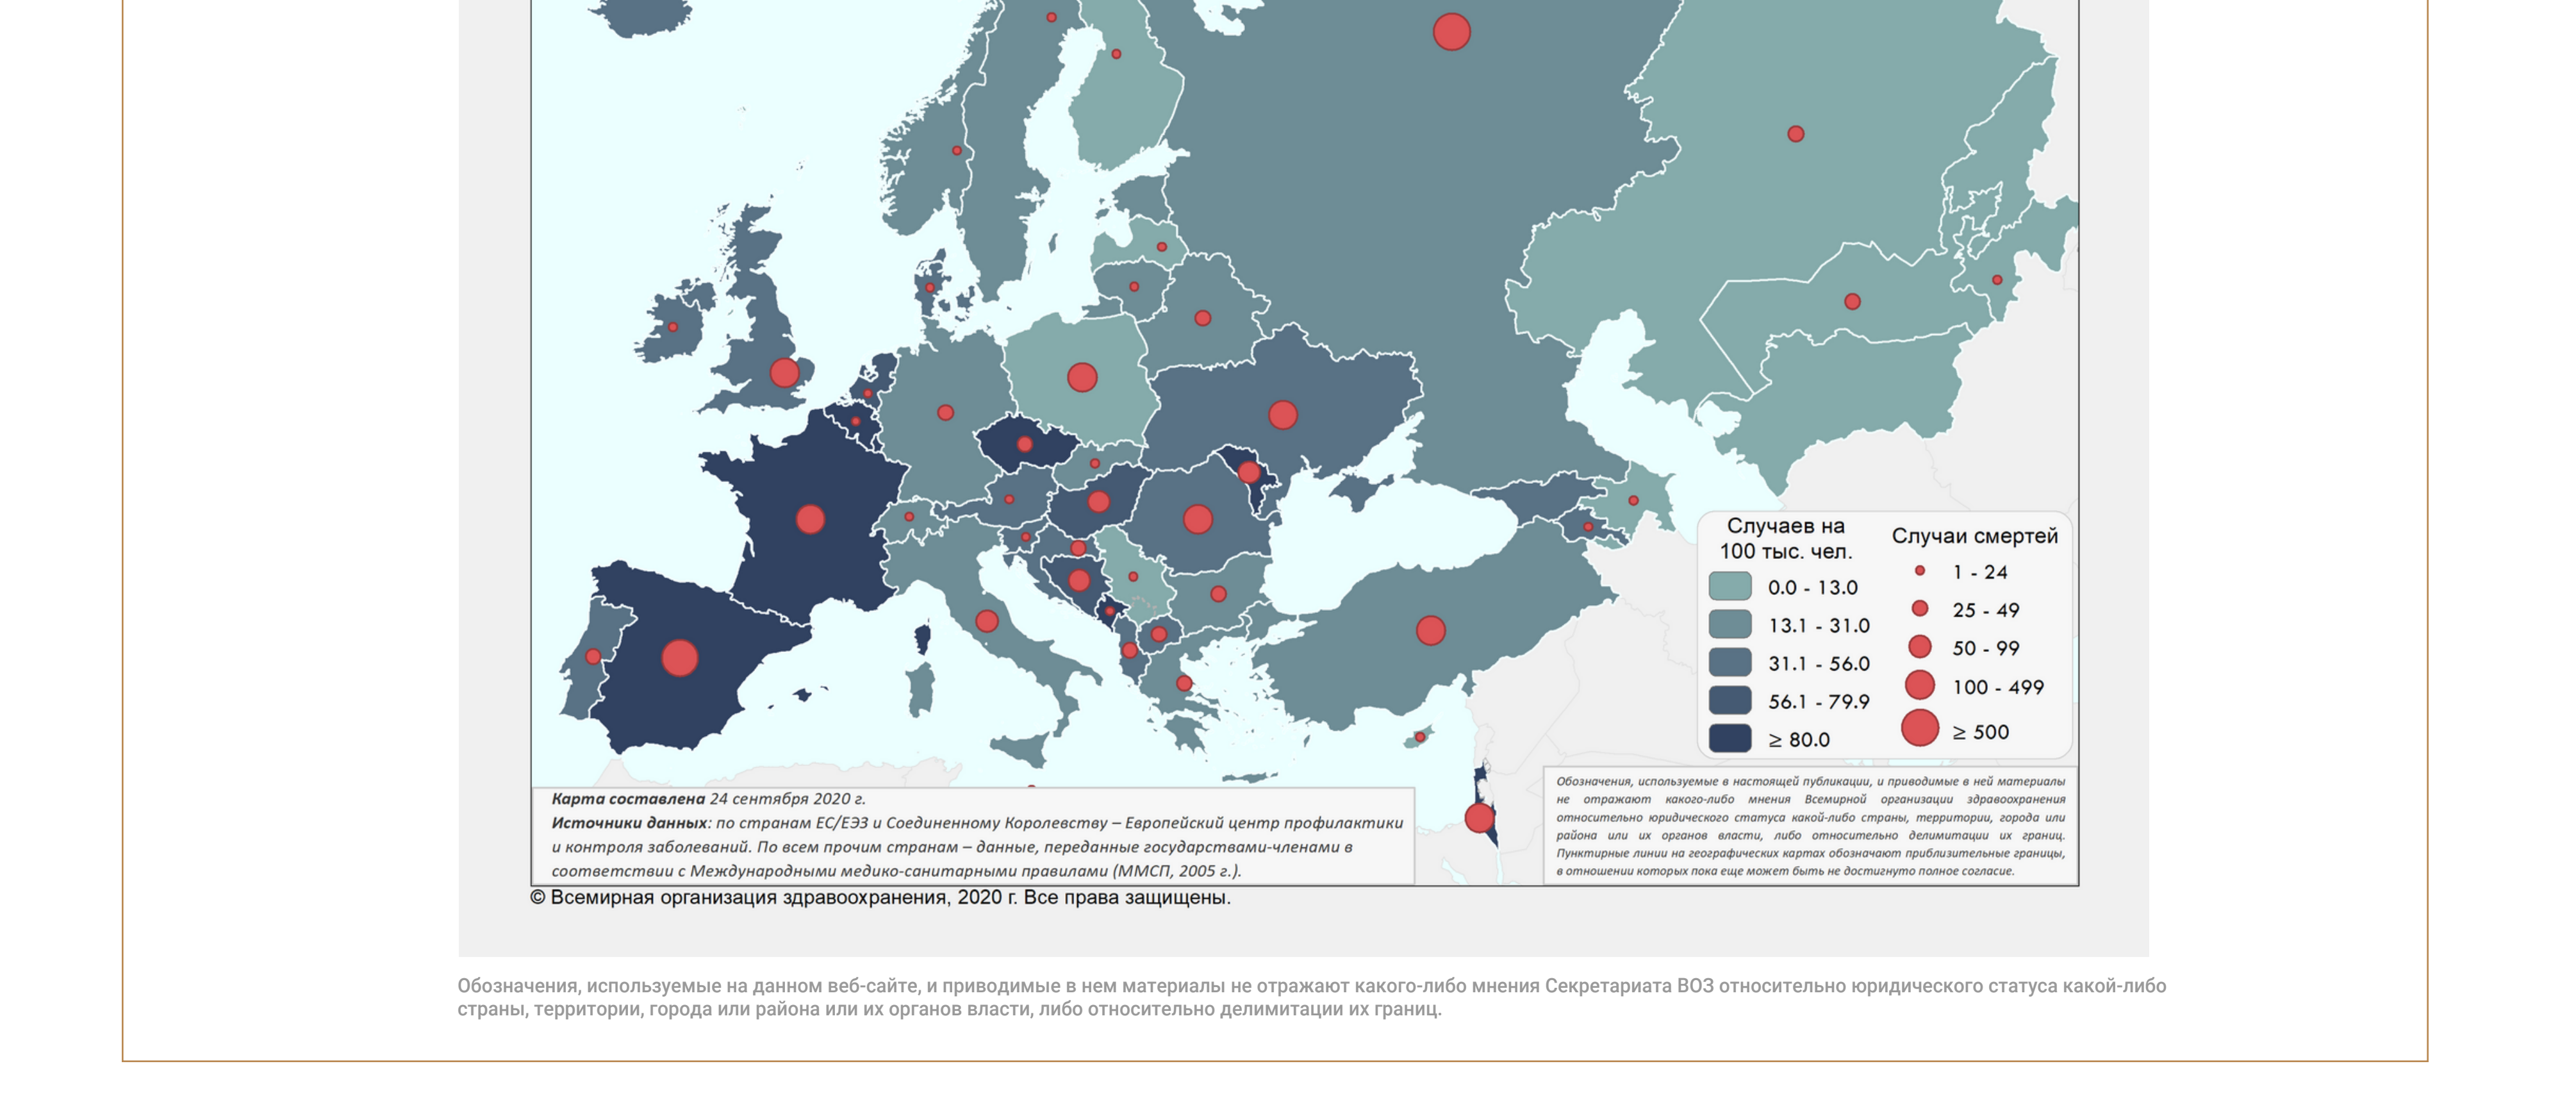 Случаев на
100 тыс. чел.
0.0 - 13.0
13.1 - 31.0
31.1 - 56.0
56.1 - 79.9
≥ 80.0
Случаи смертей
1 - 24
25 - 49
50 - 99
100 - 499
≥ 500
Карта составлена 24 сентября 2020 г.
Источники данных: по странам ЕС/ЕЭЗ и Соединенному Королевству – Европейский центр профилактики
и контроля заболеваний. По всем прочим странам – данные, переданные государствами-членами в
соответствии с Международными медико-санитарными правилами (ММСП, 2005 г.).
Обозначения, используемые в настоящей публикации, и приводимые в ней материалы
не отражают какого-либо мнения Всемирной организации здравоохранения
относительно юридического статуса какой-либо страны, территории, города или
района или их органов власти, либо относительно делимитации их границ.
Пунктирные линии на географических картах обозначают приблизительные границы,
в отношении которых пока еще может быть не достигнуто полное согласие.
© Всемирная организация здравоохранения, 2020 г. Все права защищены.
Обозначения, используемые на данном веб-сайте, и приводимые в нем материалы не отражают какого-либо мнения Секретариата ВОЗ относительно юридического статуса какой-либо
страны, территории, города или района или их органов власти, либо относительно делимитации их границ.